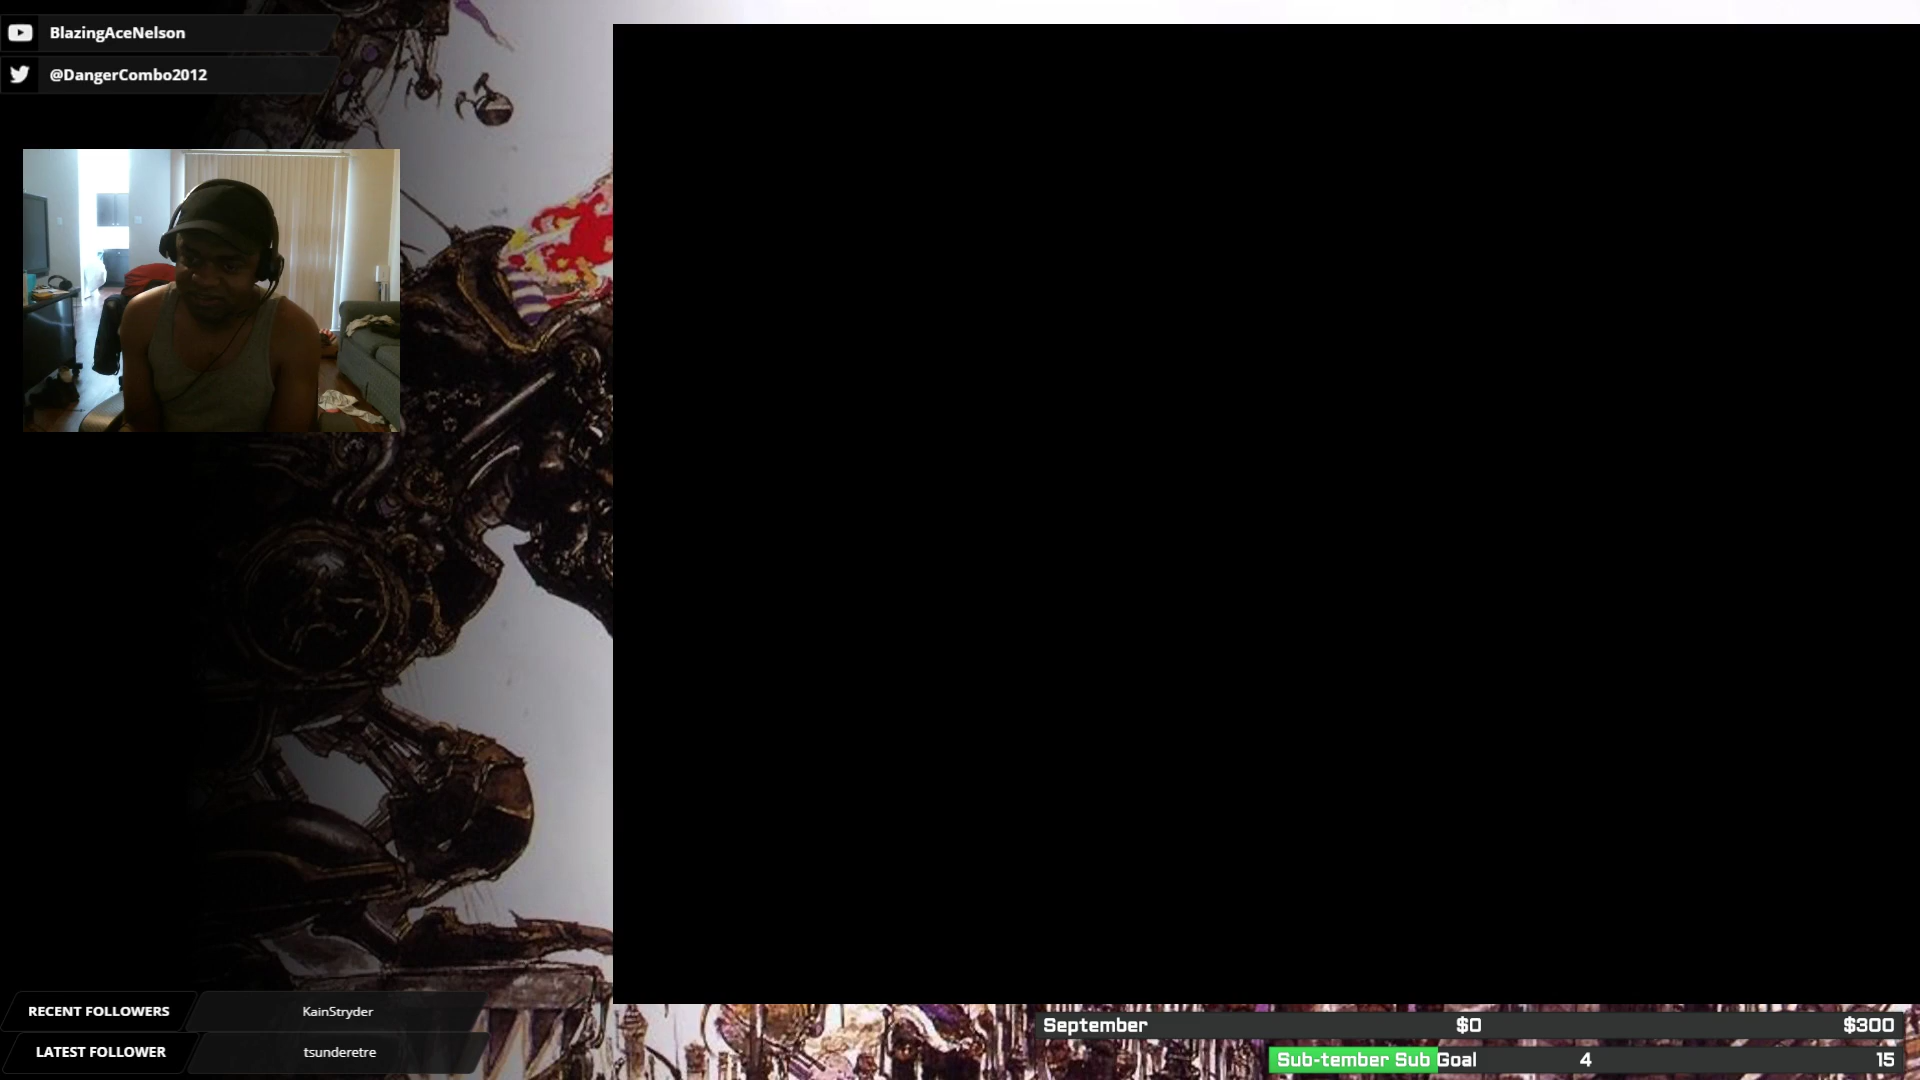 BlazingAceNelson
@DangerCombo2012
RECENT FOLLOWERS KainStryder
LATEST FOLLOWER tsunderetre
September $0 $300
Sub-tember Sub Goal 4 15